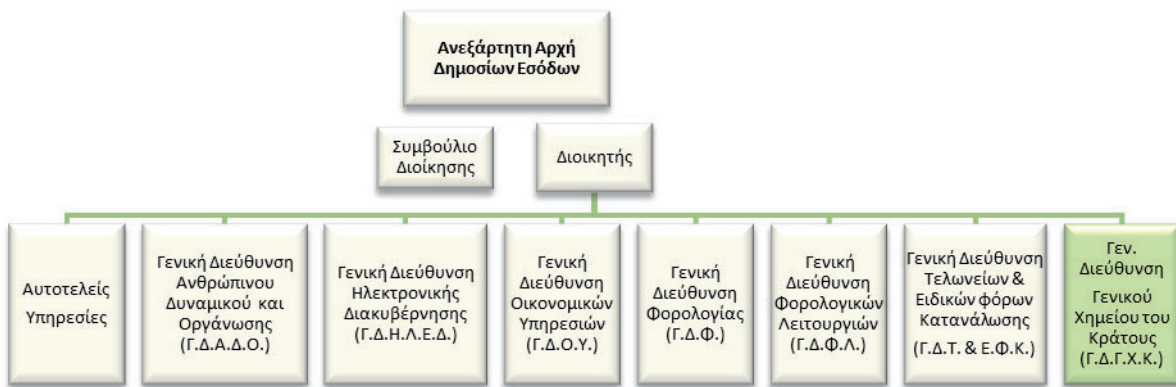 Ανεξάρτητη Αρχή
Δημοσίων Εσόδων
Συμβούλιο
Διοίκησης
Διοικητής
Αυτοτελείς
Υπηρεσίες
Γενική Διεύθυνση
Ανθρώπινου
Δυναμικού και
Οργάνωσης
(Γ.Δ.Α.Δ.Ο.)
Γενική Διεύθυνση
Ηλεκτρονικής
Διακυβέρνησης
(Γ.Δ.Η.Λ.Ε.Δ.)
Γενική
Διεύθυνση
Οικονομικών
Υπηρεσιών
(Γ.Δ.Ο.Υ.)
Γενική
Διεύθυνση
Φορολογίας
(Γ.Δ.Φ.)
Γενική
Διεύθυνση
Φορολογικών
Λειτουργιών
(Γ.Δ.Φ.Λ.)
Γενική Διεύθυνση
Τελωνείων &
Ειδικών φόρων
Κατανάλωσης
(Γ.Δ.Τ. & Ε.Φ.Κ.)
Γεν.
Διεύθυνση
Γενικού
Χημείου του
Κράτους
(Γ.Δ.Γ.Χ.Κ.)